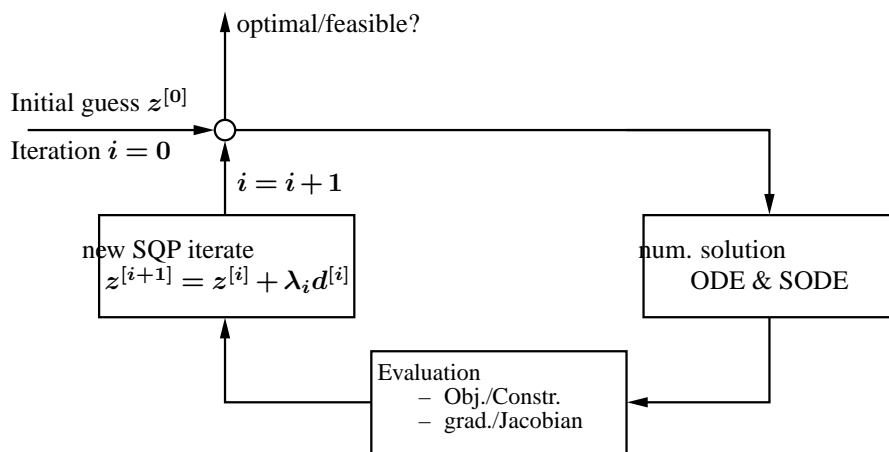 optimal/feasible?
Initial guess z^{[0]}
Iteration i = 0
i = i + 1
new SQP iterate
z^{[i+1]} = z^{[i]} + λ_i d^{[i]}
num. solution
ODE & SODE
Evaluation
– Obj./Constr.
– grad./Jacobian